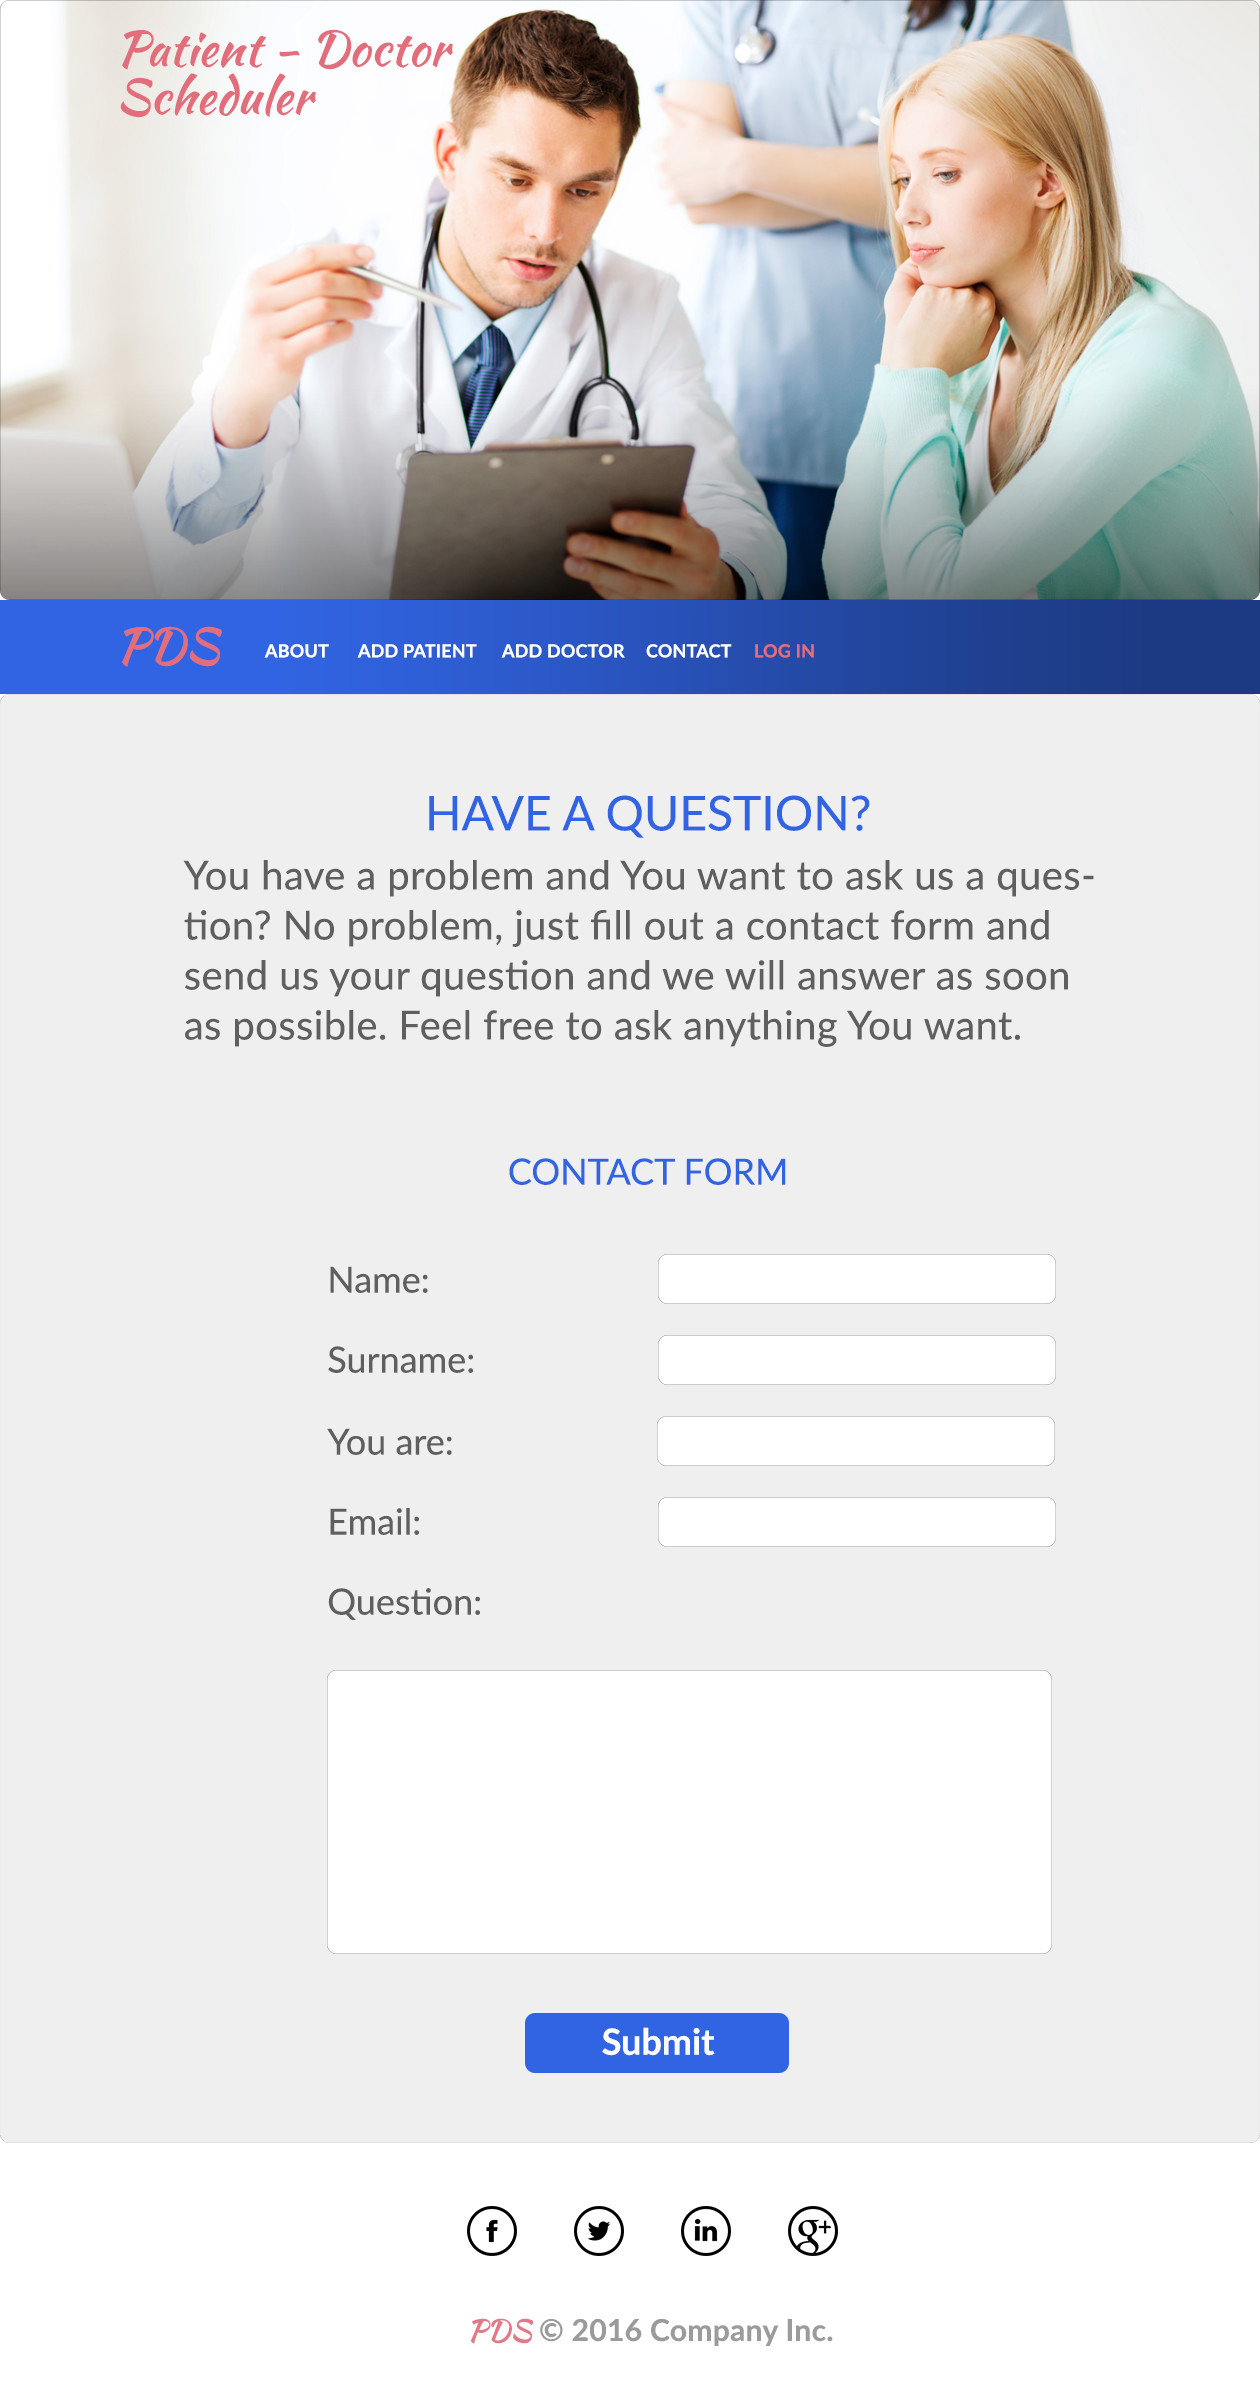 Patient - Doctor
Scheduler
PDS ABOUT ADD PATIENT ADD DOCTOR CONTACT LOG IN
HAVE A QUESTION?
You have a problem and You want to ask us a ques-
tion? No problem, just fill out a contact form and
send us your question and we will answer as soon
as possible. Feel free to ask anything You want.
CONTACT FORM
Name:
Surname:
You are:
Email:
Question:
Submit
f in g+
PDS © 2016 Company Inc.